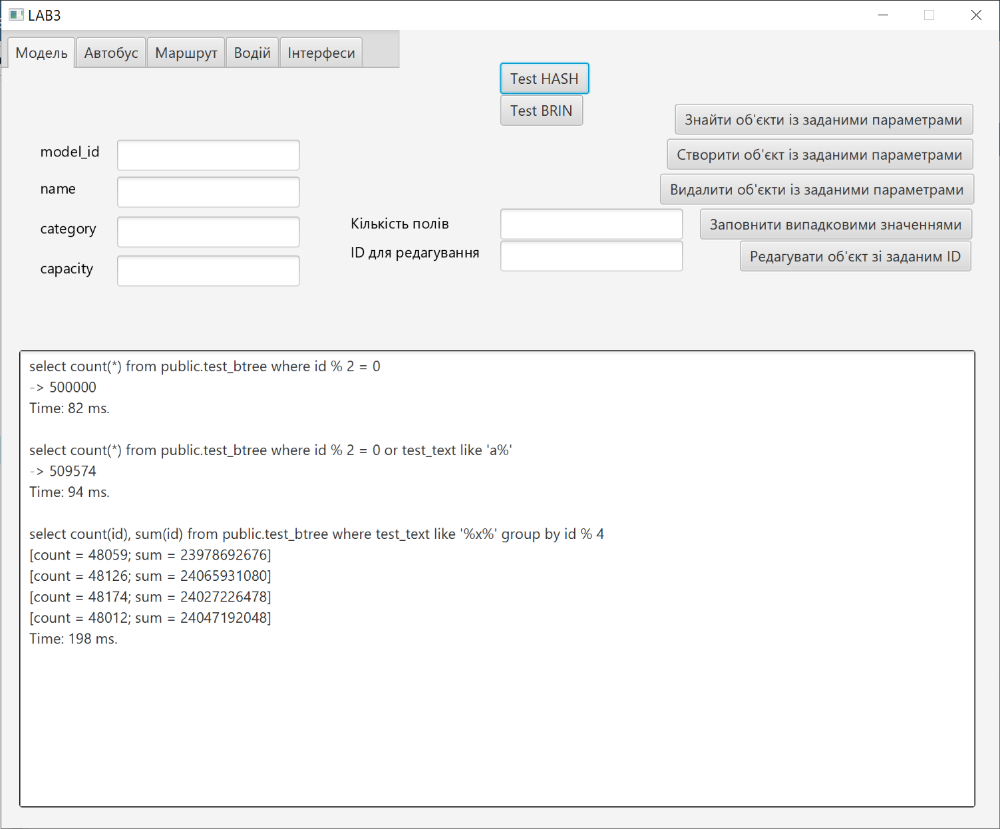 LAB3
Модель Автобус Маршрут Водій Інтерфеси
Test HASH
Test BRIN
Знайти об'єкти із заданими параметрами
Створити об'єкт із заданими параметрами
Видалити об'єкти із заданими параметрами
Заповнити випадковими значеннями
Редагувати об'єкт зі заданим ID
model_id
name
category
capacity
Кількість полів
ID для редагування
select count(*) from public.test_btree where id % 2 = 0
-> 500000
Time: 82 ms.
select count(*) from public.test_btree where id % 2 = 0 or test_text like 'a%'
-> 509574
Time: 94 ms.
select count(id), sum(id) from public.test_btree where test_text like '%x%' group by id % 4
[count = 48059; sum = 23978692676]
[count = 48126; sum = 24065931080]
[count = 48174; sum = 24027226478]
[count = 48012; sum = 24047192048]
Time: 198 ms.